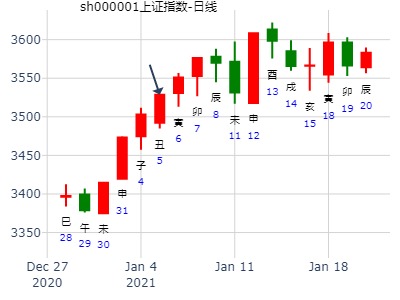 sh000001上证指数-日线
3600
3550
3500
3450
3400
3350
巳
28
午
29
未
30
申
31
子
4
丑
5
寅
6
卯
7
辰
8
未
11
申
12
酉
13
戌
14
亥
15
寅
18
卯
19
辰
20
Dec 27
2020
Jan 4
2021
Jan 11
Jan 18